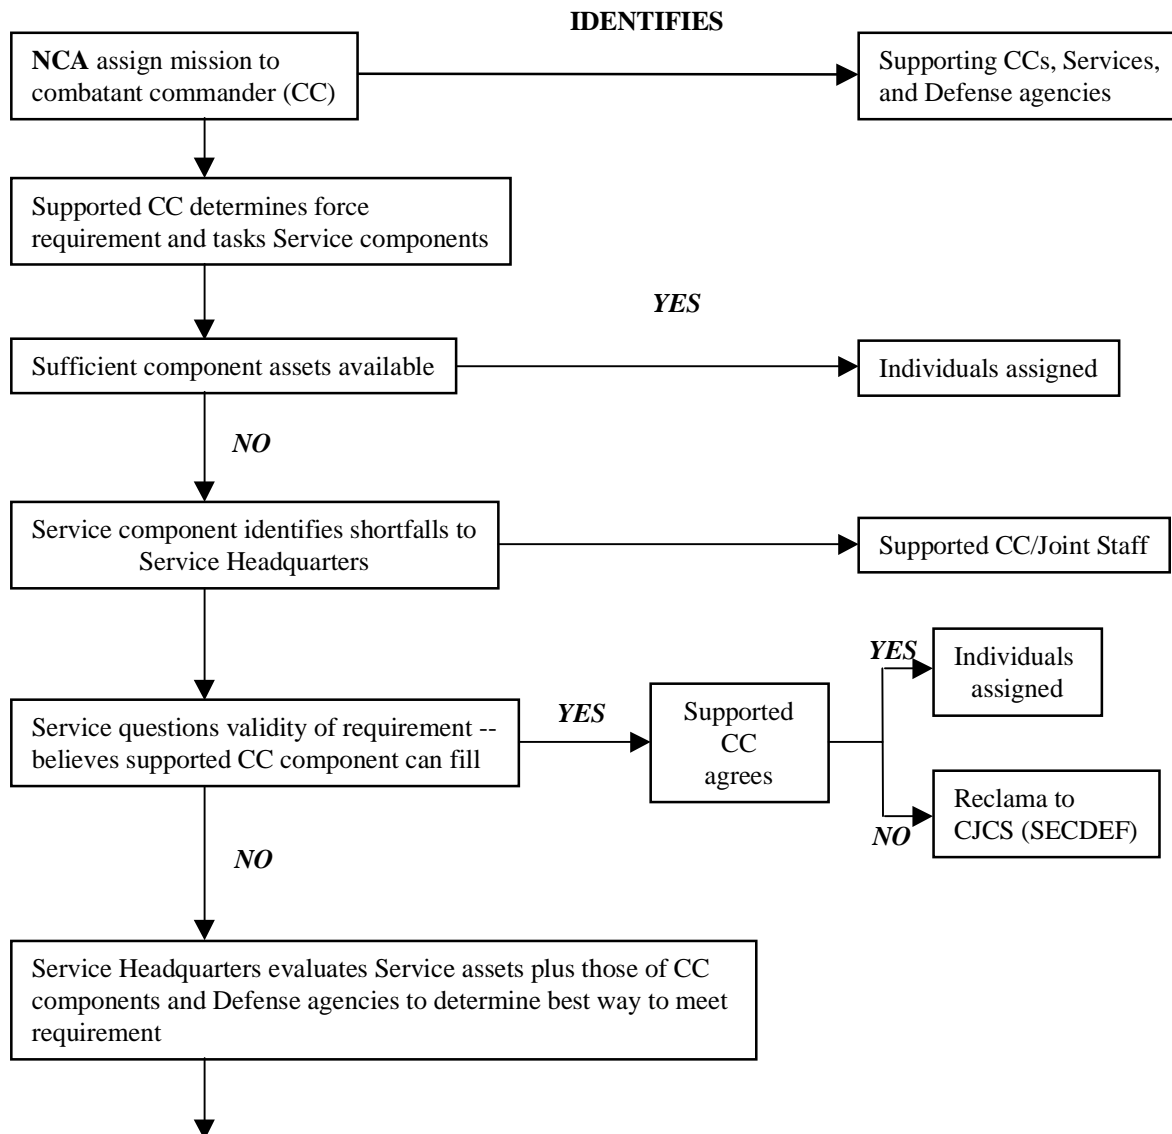 IDENTIFIES
NCA assign mission to
combatant commander (CC)
Supporting CCs, Services,
and Defense agencies
Supported CC determines force
requirement and tasks Service components
YES
Sufficient component assets available
Individuals assigned
NO
Service component identifies shortfalls to
Service Headquarters
Supported CC/Joint Staff
Service questions validity of requirement --
believes supported CC component can fill
YES
Supported
CC
agrees
YES
Individuals
assigned
NO
Reclama to
CJCS (SECDEF)
NO
Service Headquarters evaluates Service assets plus those of CC
components and Defense agencies to determine best way to meet
requirement